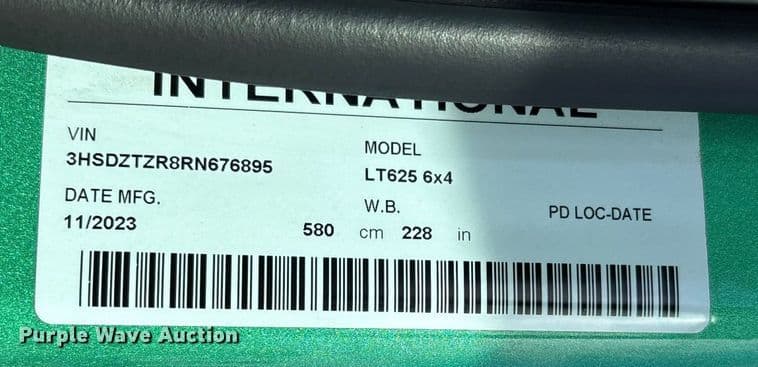 INTERNATIONAL
VIN
3HSDZTZR8RN676895
MODEL
LT625 6x4
DATE MFG.
11/2023
W.B.
580 cm 228 in
PD LOC-DATE
Purple Wave Auction